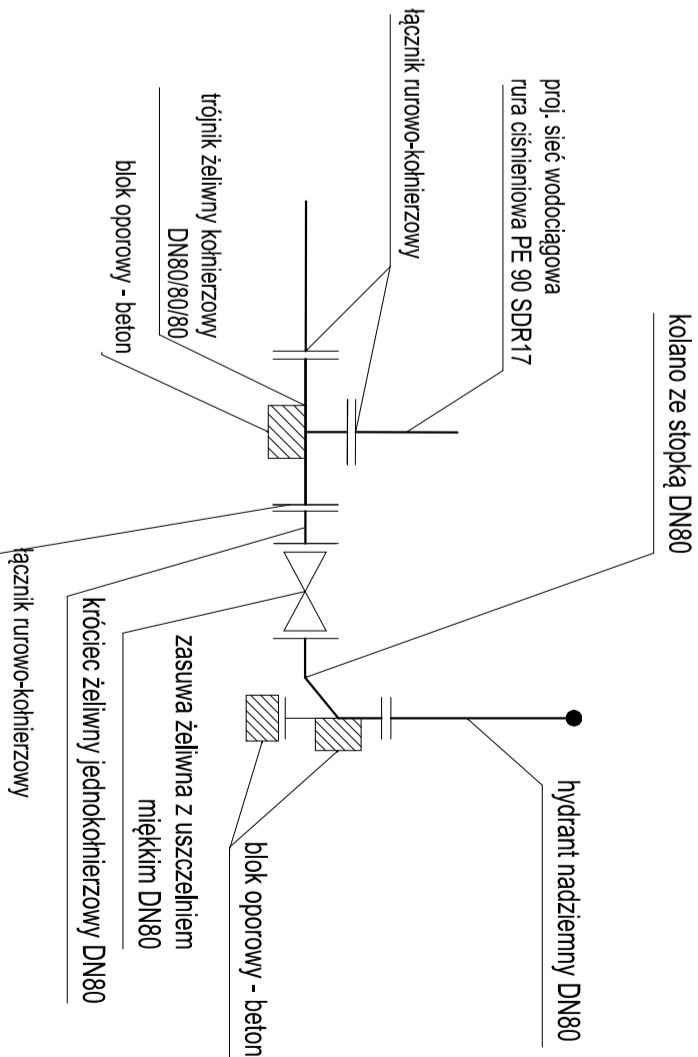 kolano ze stopką DN80
proj. sieć wodociągowa
rura ciśnieniowa PE 90 SDR17
łącznik rurowo-kołnierzowy
trójnik żeliwny kołnierzowy
DN80/80/80
blok oporowy - beton
hydrant nadziemny DN80
blok oporowy - beton
zasuwa żeliwna z uszczelniem
miękkim DN80
króciec żeliwny jednokołnierzowy DN80
łącznik rurowo-kołnierzowy